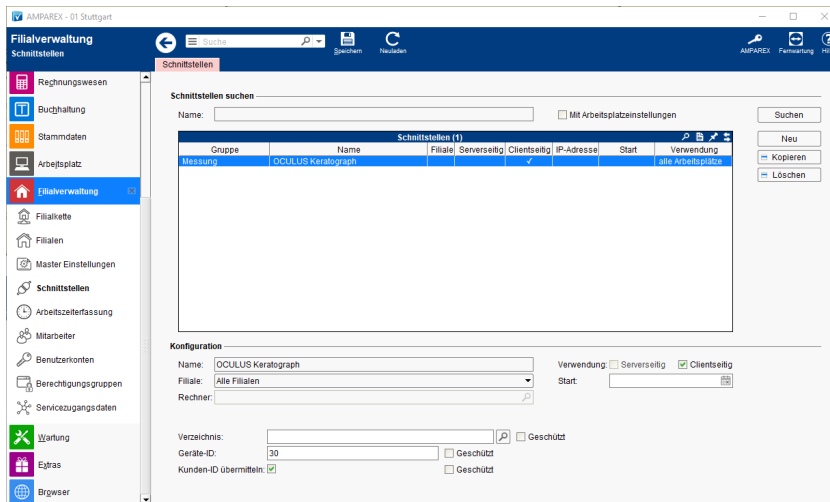 AMPAREX - 01 Stuttgart
Filialverwaltung
Schnittstellen
Suche
Speichern
Neuladen
AMPAREX
Fernwartung
Schnittstellen
Rechnungswesen
Buchhaltung
Stammdaten
Arbeitsplatz
Filialverwaltung
Filialkette
Filialen
Master Einstellungen
Schnittstellen
Arbeitszeiterfassung
Mitarbeiter
Benutzerkonten
Berechtigungsgruppen
Servicezugangsdaten
Wartung
Extras
Browser
Schnittstellen suchen
Name:
Mit Arbeitsplatzeinstellungen
Suchen
Schnittstellen (1)
Neu
Gruppe Name Filiale Serverseitig Clientseitig IP-Adresse Start Verwendung
Messung OCULUS Keratograph alle Arbeitsplätze
Kopieren
Löschen
Konfiguration
Name: OCULUS Keratograph Verwendung: Serverseitig Clientseitig
Filiale: Alle Filialen Start:
Rechner:
Verzeichnis: Geschützt
Geräte-ID: 30 Geschützt
Kunden-ID übermitteln: Geschützt